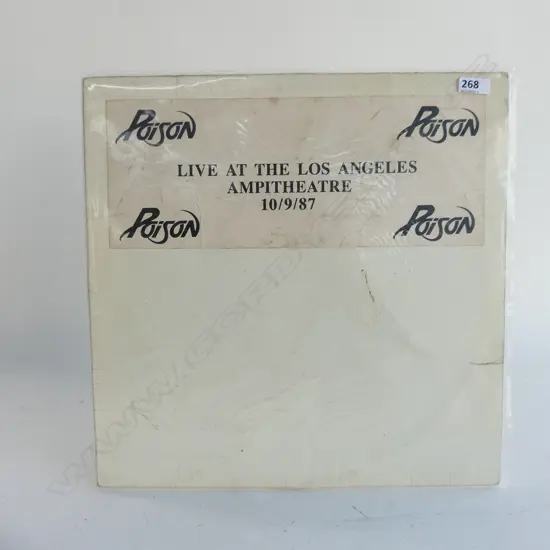 268
Poison Poison
LIVE AT THE LOS ANGELES
AMPITHEATRE
10/9/87
Poison Poison